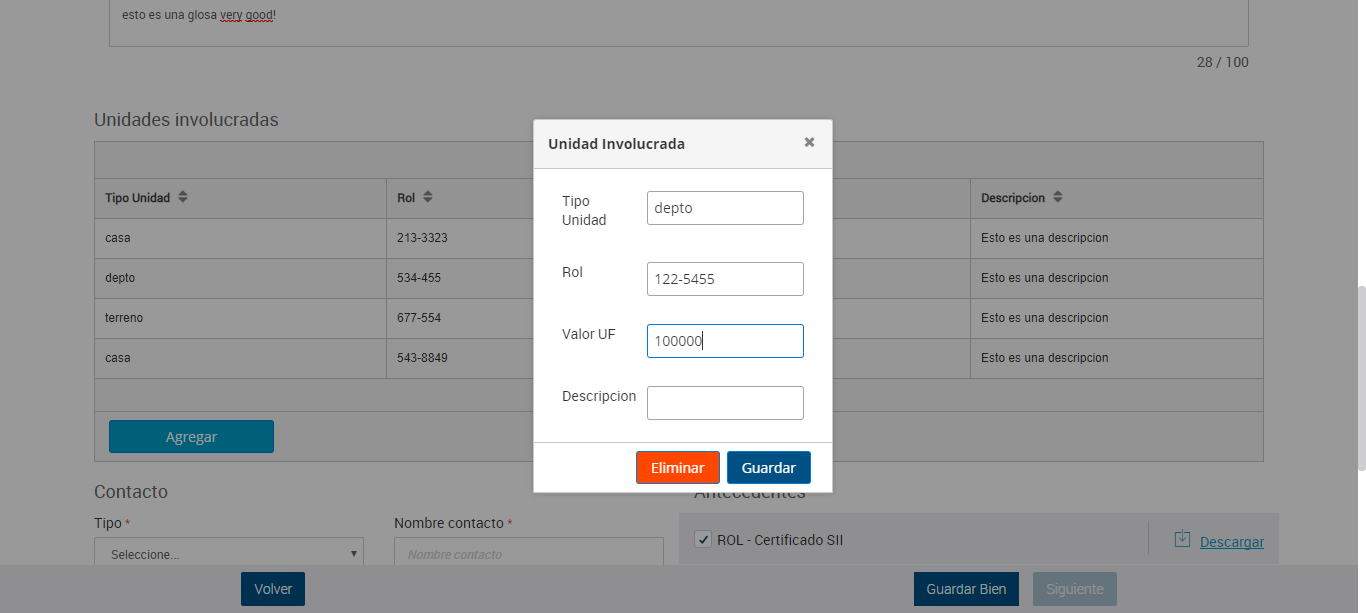 esto es una glosa very good!
28 / 100
Unidades involucradas
Tipo Unidad Rol Descripcion
casa 213-3323 Esto es una descripcion
depto 534-455 Esto es una descripcion
terreno 677-554 Esto es una descripcion
casa 543-8849 Esto es una descripcion
Agregar
Unidad Involucrada
Tipo
Unidad
depto
Rol 122-5455
Valor UF 100000
Descripcion
Eliminar Guardar
Contacto
Tipo *
Seleccione...
Nombre contacto *
Nombre contacto
Antecedentes
ROL - Certificado SII Descargar
Volver Guardar Bien Siguiente